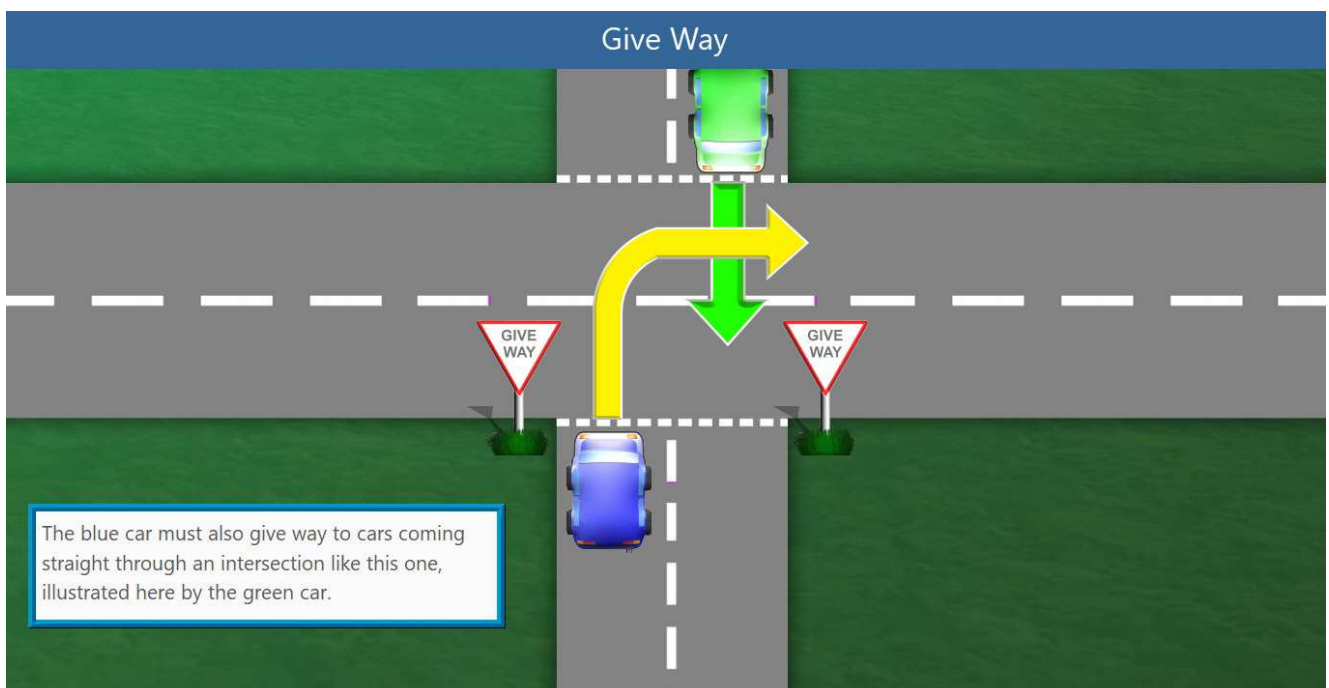 Give Way
GIVE
WAY
GIVE
WAY
The blue car must also give way to cars coming
straight through an intersection like this one,
illustrated here by the green car.